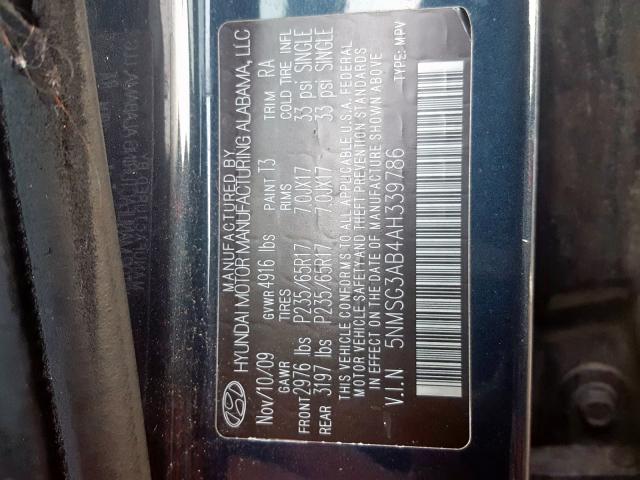 MANUFACTURED BY
HYUNDAI MOTOR MANUFACTURING ALABAMA, LLC
Nov/10/09 GVWR 4916 lbs PAINT T3 TRIM RA
GAWR TIRES RIMS COLD TIRE INFL
FRONT 2976 lbs P235/65R17 7.0JX17 33 psi SINGLE
REAR 3197 lbs P235/65R17 7.0JX17 33 psi SINGLE
THIS VEHICLE CONFORMS TO ALL APPLICABLE U.S.A. FEDERAL
MOTOR VEHICLE SAFETY AND THEFT PREVENTION STANDARDS
IN EFFECT ON THE DATE OF MANUFACTURE SHOWN ABOVE
V.I.N 5NMSG3AB4AH339786 TYPE: MPV